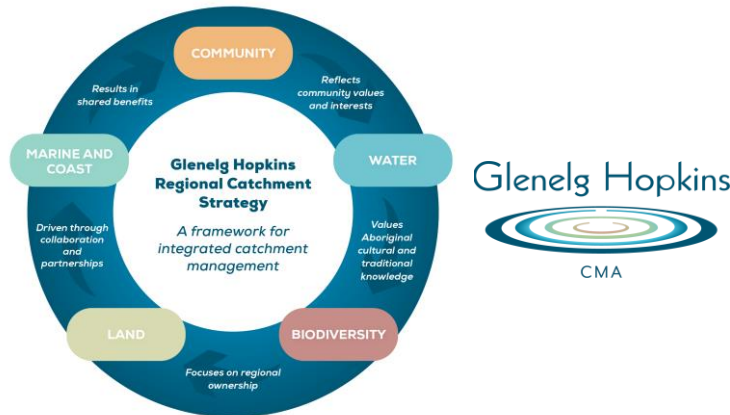 COMMUNITY
Reflects
community values
and interests
WATER
Values
Aboriginal
cultural and
traditional
knowledge
BIODIVERSITY
Focuses on regional
ownership
LAND
Driven through
collaboration
and
partnerships
MARINE AND
COAST
Results in
shared benefits
Glenelg Hopkins
Regional Catchment
Strategy
A framework for
integrated catchment
management
Glenelg Hopkins
CMA